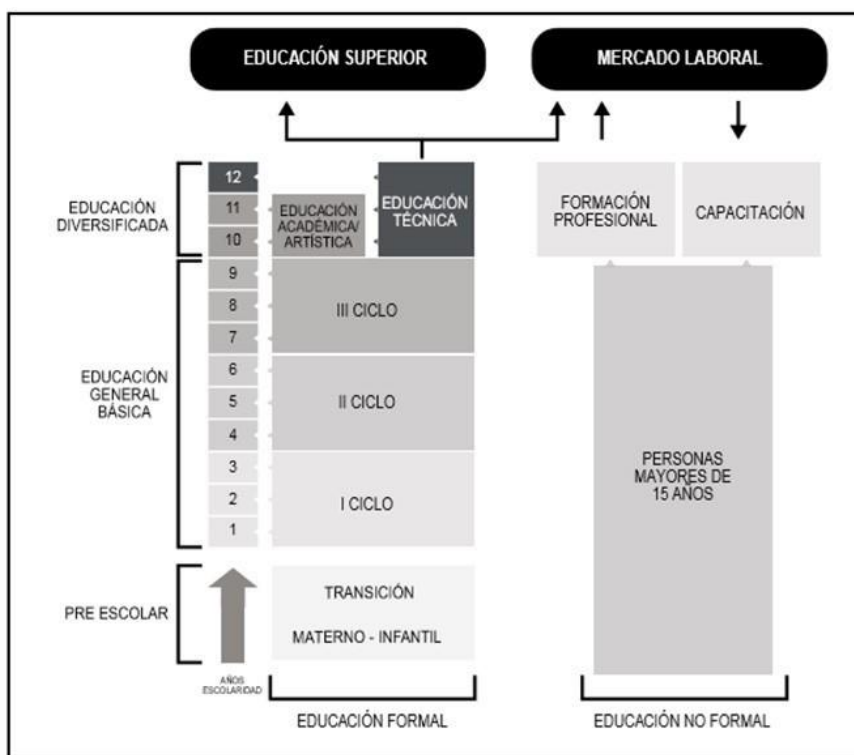 EDUCACIÓN SUPERIOR
MERCADO LABORAL
EDUCACIÓN
DIVERSIFICADA
12
11
10
EDUCACIÓN
ACADÉMICA/
ARTÍSTICA
EDUCACIÓN
TÉCNICA
FORMACIÓN
PROFESIONAL
CAPACITACIÓN
EDUCACIÓN
GENERAL
BÁSICA
9
8
7
III CICLO
6
5
4
II CICLO
3
2
1
I CICLO
PERSONAS
MAYORES DE
15 AÑOS
PRE ESCOLAR
TRANSICIÓN
MATERNO - INFANTIL
AÑOS
ESCOLARIDAD
EDUCACIÓN FORMAL
EDUCACIÓN NO FORMAL